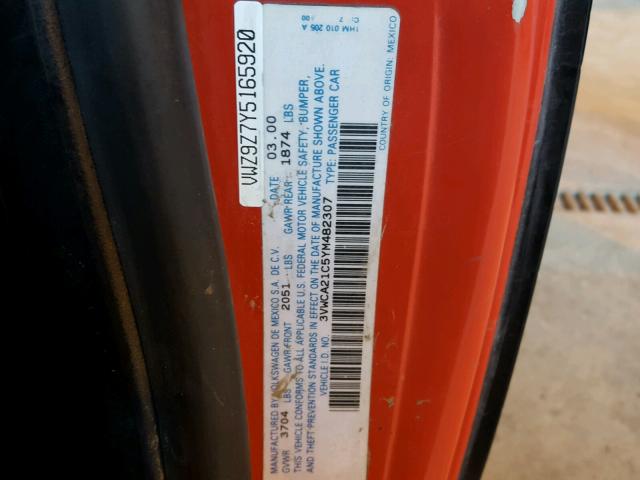 VWZ9Z7Y5165920
MANUFACTURED BY VOLKSWAGEN DE MEXICO S.A. DE C.V. DATE 03.00
GVWR 3704 LBS GAWR FRONT 2051 LBS GAWR REAR 1874 LBS
THIS VEHICLE CONFORMS TO ALL APPLICABLE U.S. FEDERAL MOTOR VEHICLE SAFETY, BUMPER,
AND THEFT PREVENTION STANDARDS IN EFFECT ON THE DATE OF MANUFACTURE SHOWN ABOVE.
VEHICLE I.D. NO. 3VWCA21C5YM482307 TYPE: PASSENGER CAR
COUNTRY OF ORIGIN: MEXICO
1HM 010 205 A